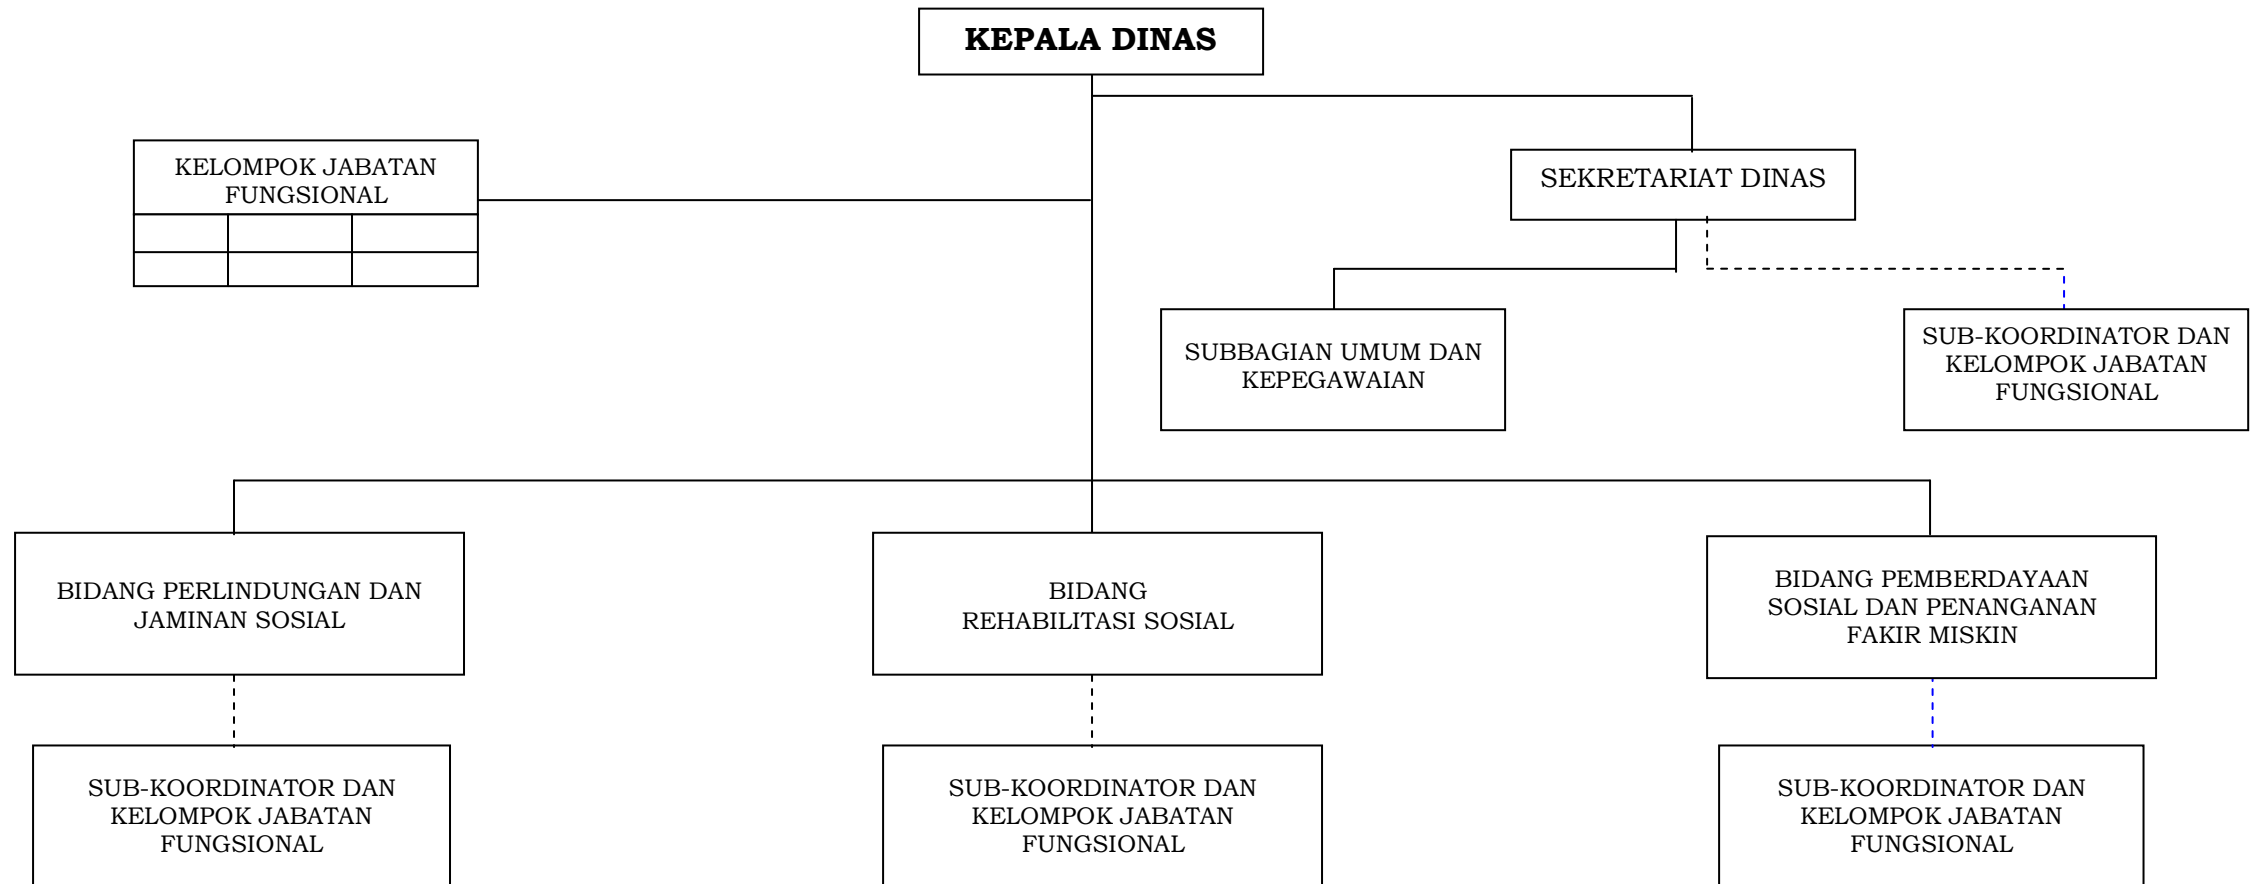 KEPALA DINAS
KELOMPOK JABATAN
FUNGSIONAL
SEKRETARIAT DINAS
SUBBAGIAN UMUM DAN
KEPEGAWAIAN
SUB-KOORDINATOR DAN
KELOMPOK JABATAN
FUNGSIONAL
BIDANG PERLINDUNGAN DAN
JAMINAN SOSIAL
BIDANG
REHABILITASI SOSIAL
BIDANG PEMBERDAYAAN
SOSIAL DAN PENANGANAN
FAKIR MISKIN
SUB-KOORDINATOR DAN
KELOMPOK JABATAN
FUNGSIONAL
SUB-KOORDINATOR DAN
KELOMPOK JABATAN
FUNGSIONAL
SUB-KOORDINATOR DAN
KELOMPOK JABATAN
FUNGSIONAL